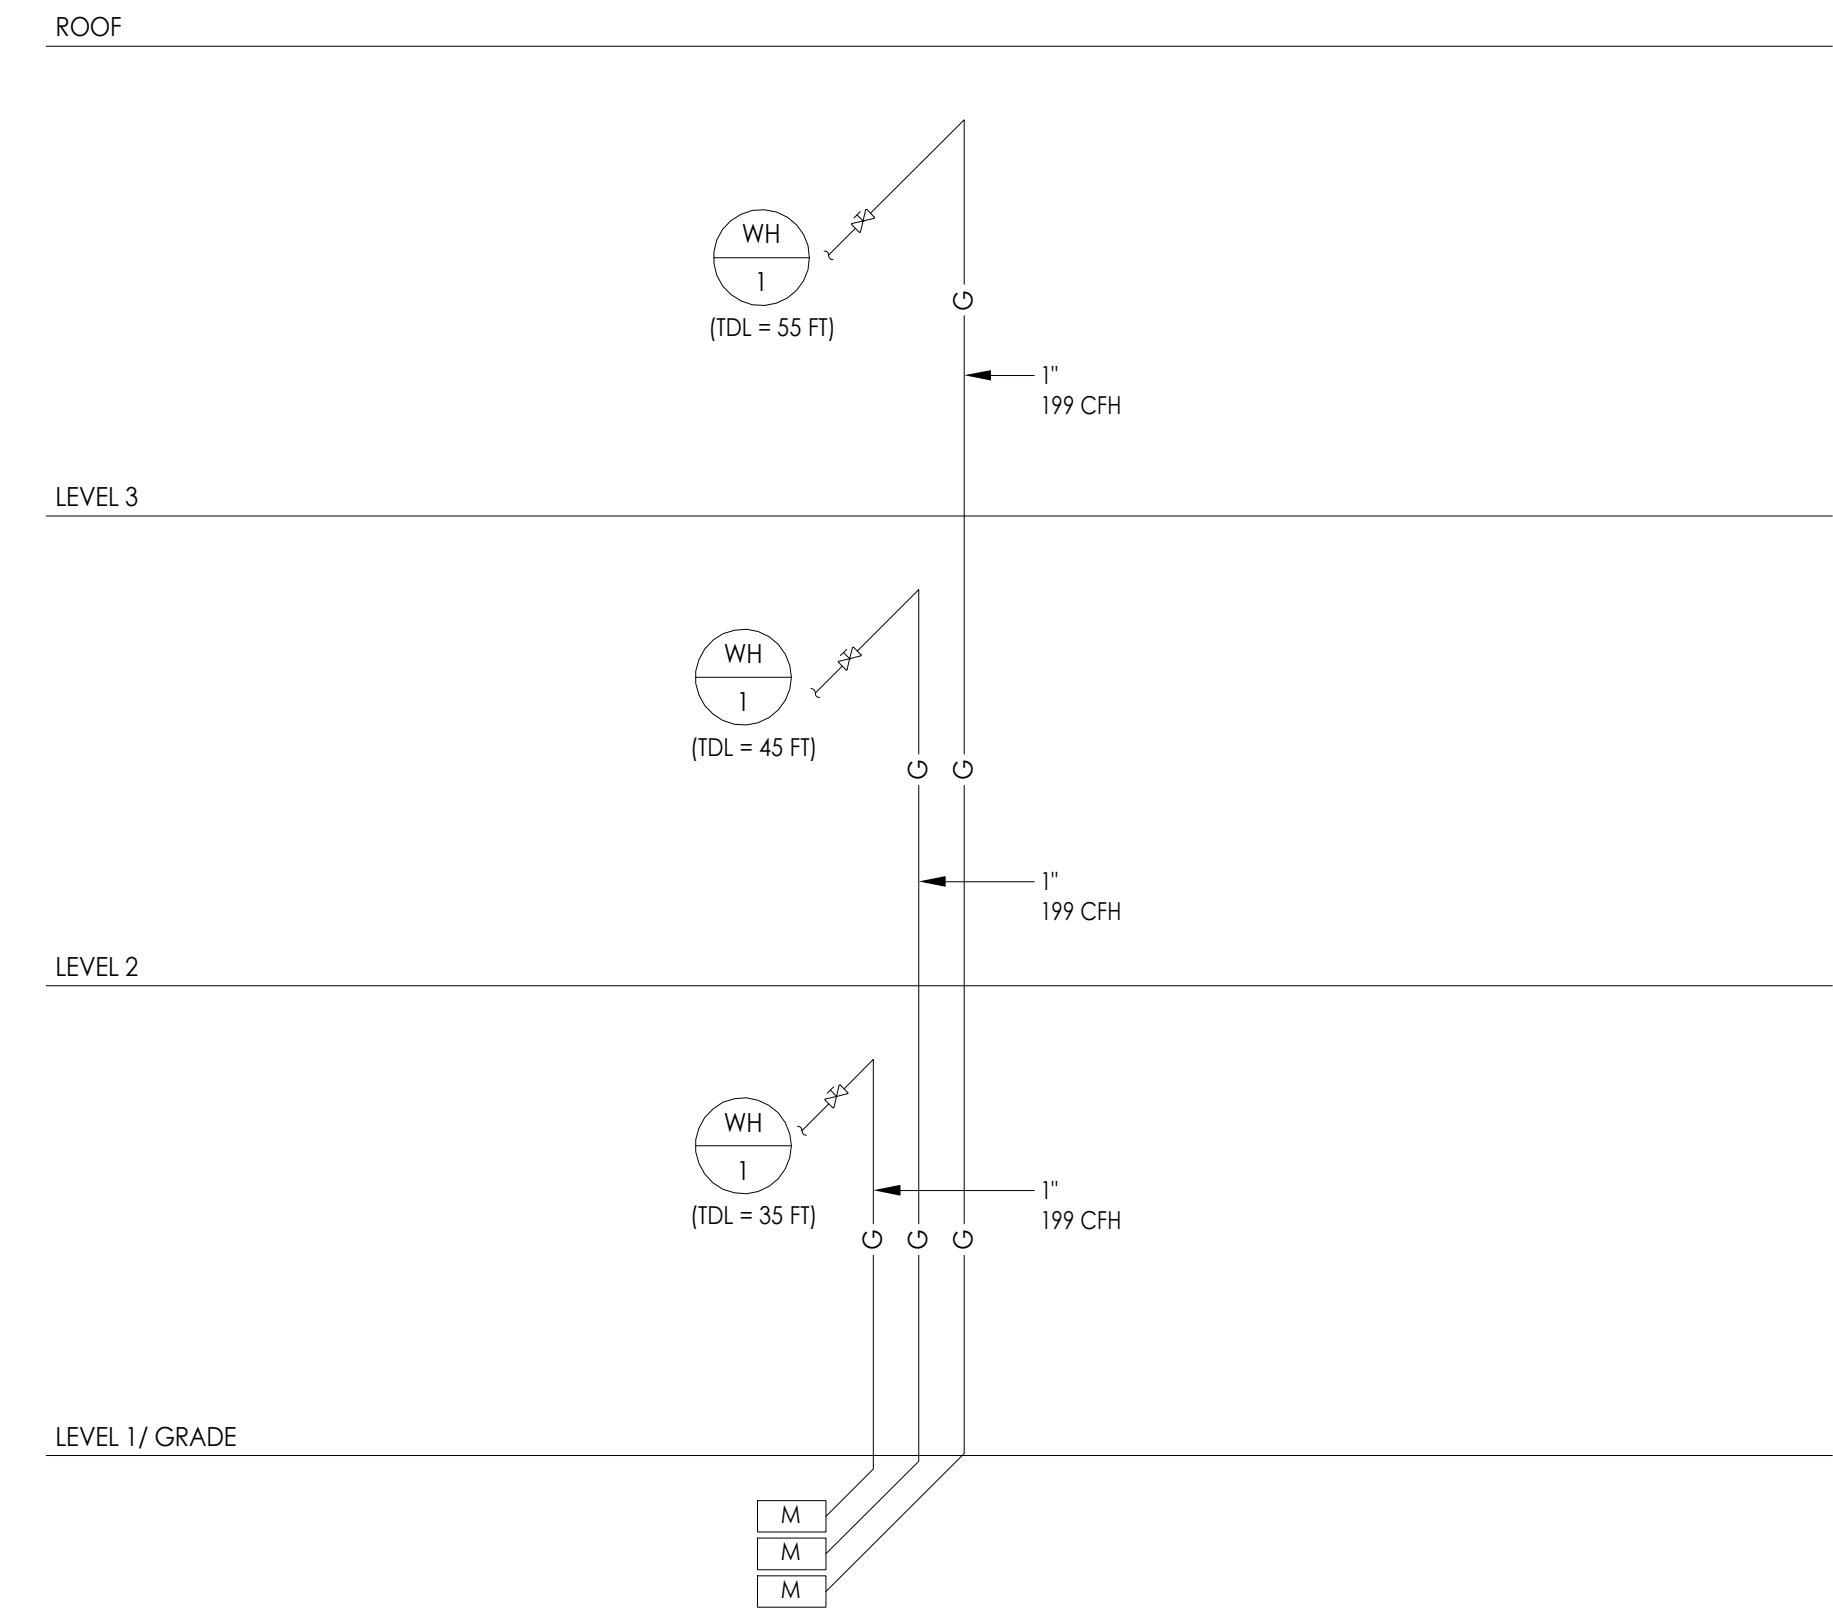 ROOF
WH
1
(TDL = 55 FT)
G
1"
199 CFH
LEVEL 3
WH
1
(TDL = 45 FT)
G G
1"
199 CFH
LEVEL 2
WH
1
(TDL = 35 FT)
1"
199 CFH
G G G
LEVEL 1/ GRADE
M
M
M